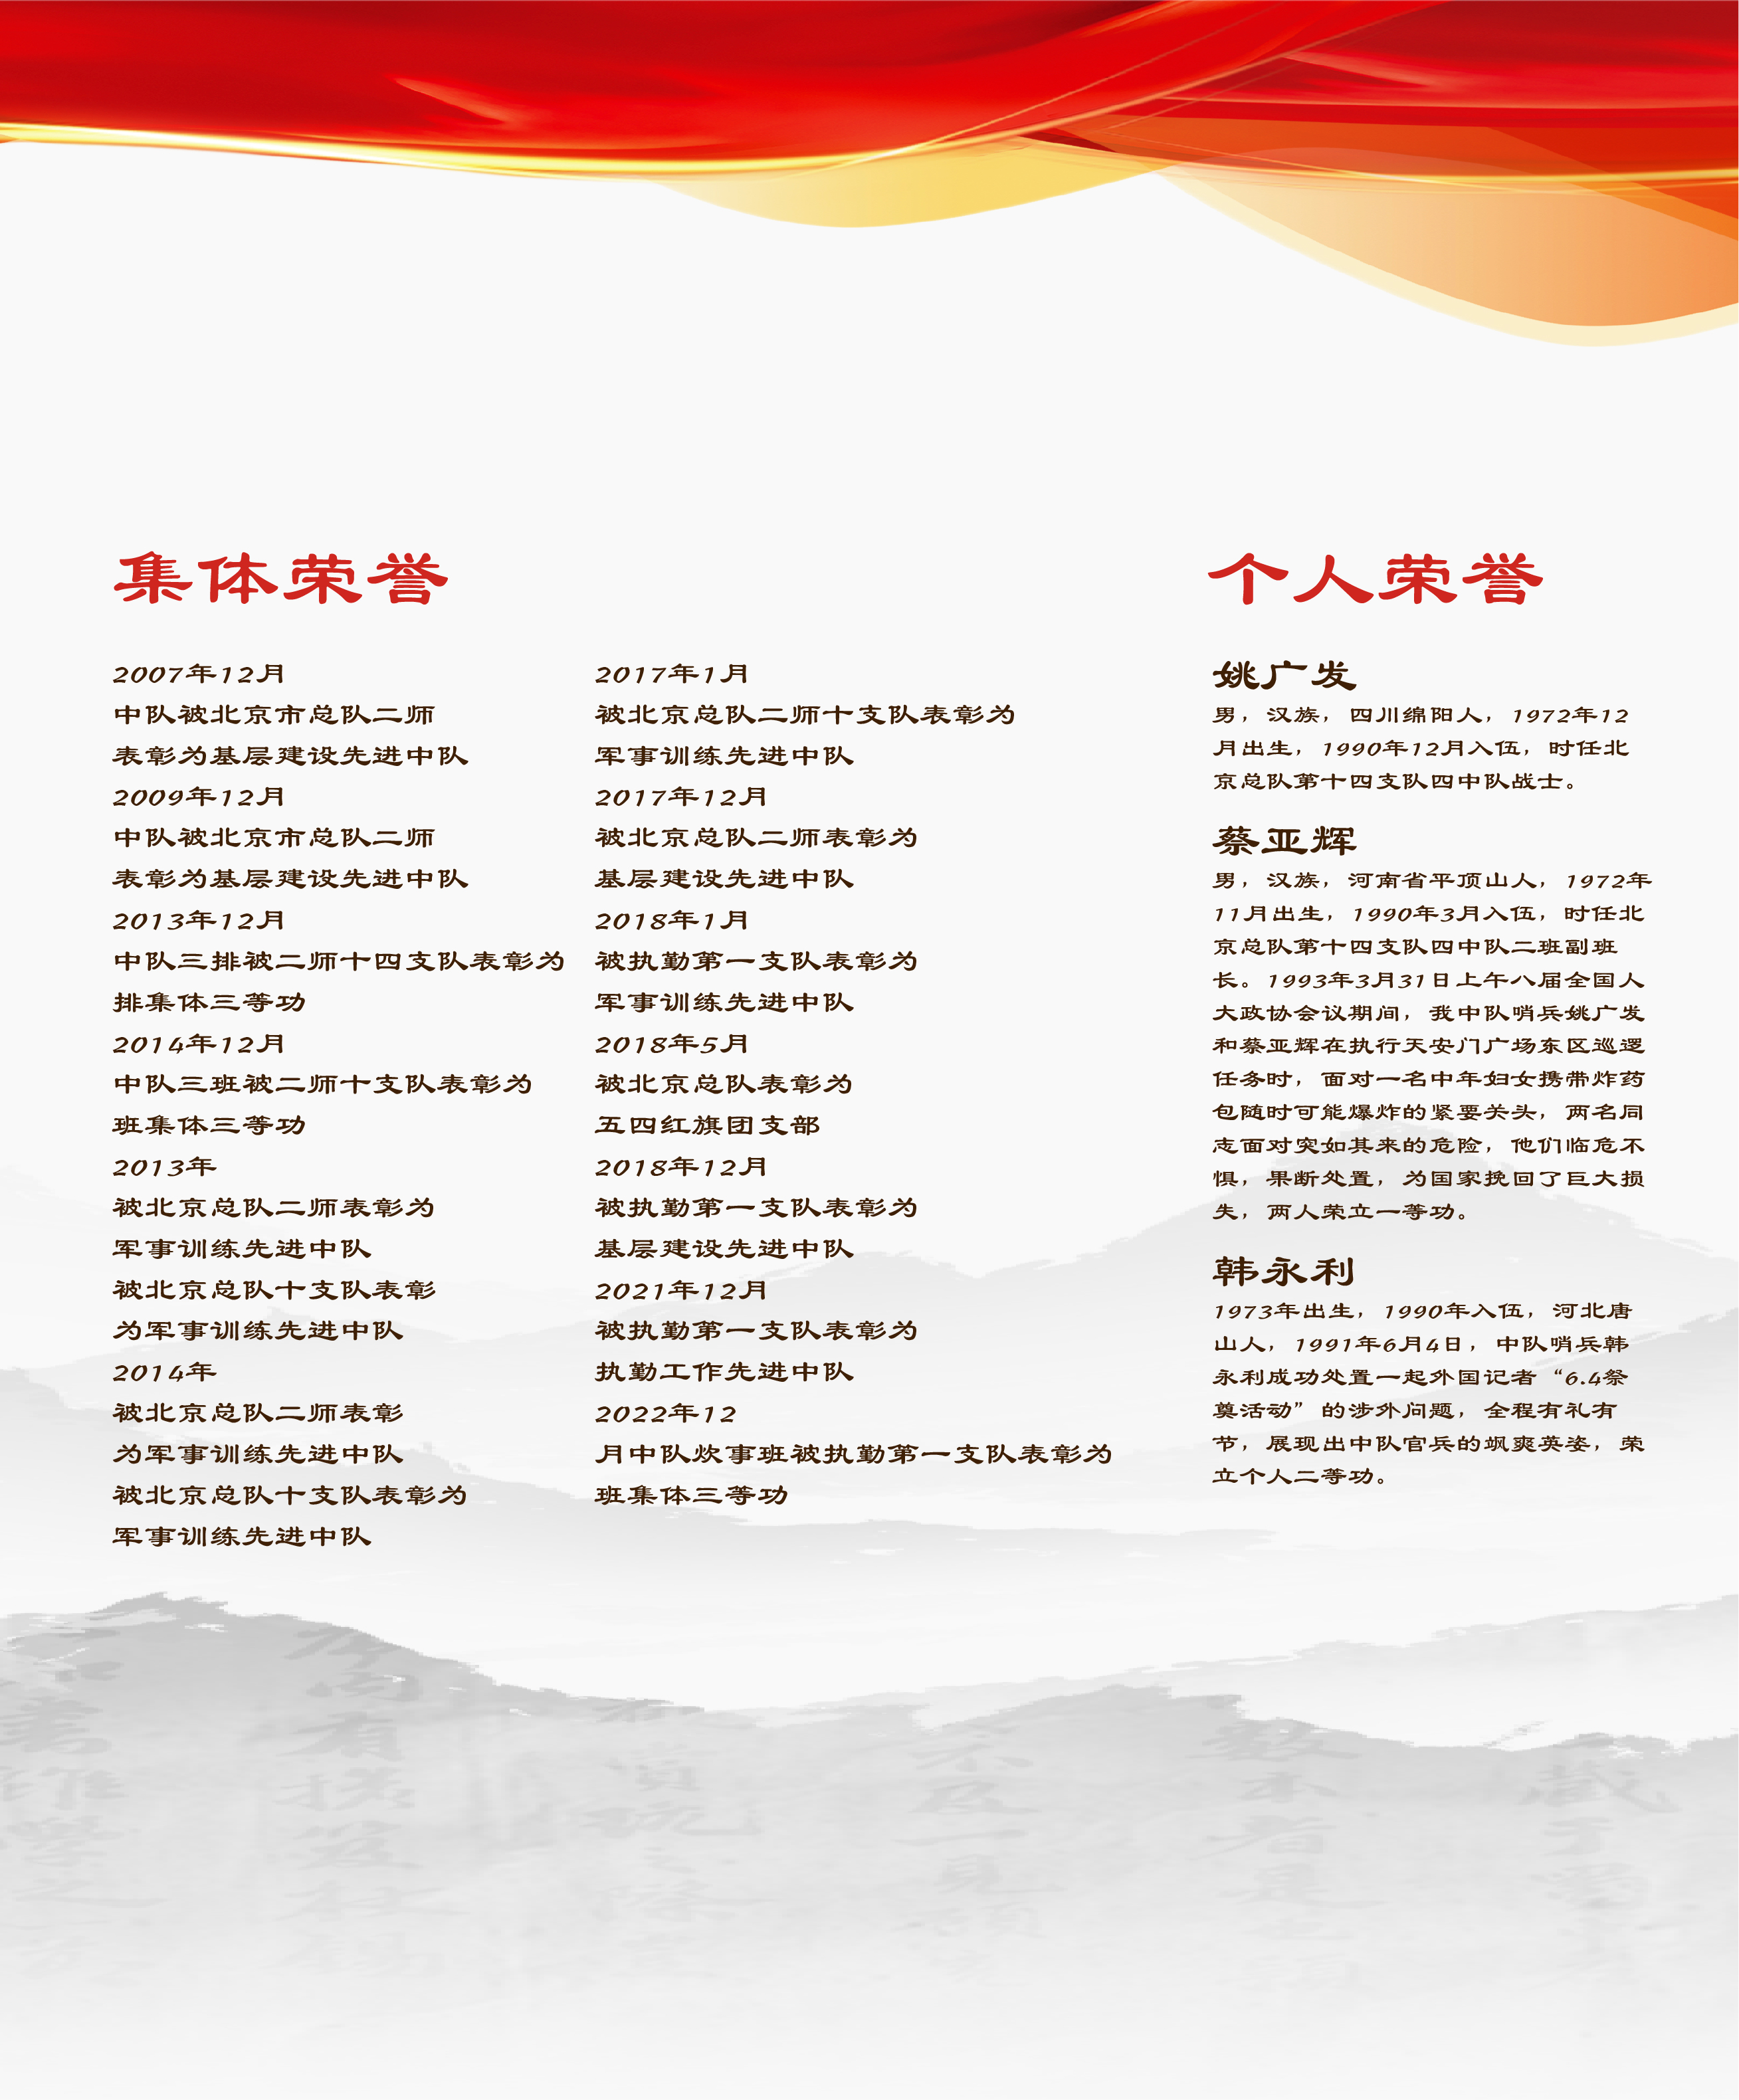 集体荣誉
2007年12月
中队被北京市总队二师
表彰为基层建设先进中队
2009年12月
中队被北京市总队二师
表彰为基层建设先进中队
2013年12月
中队三排被二师十四支队表彰为
排集体三等功
2014年12月
中队三班被二师十支队表彰为
班集体三等功
2013年
被北京总队二师表彰为
军事训练先进中队
被北京总队十支队表彰
为军事训练先进中队
2014年
被北京总队二师表彰
为军事训练先进中队
被北京总队十支队表彰为
军事训练先进中队
2017年1月
被北京总队二师十支队表彰为
军事训练先进中队
2017年12月
被北京总队二师表彰为
基层建设先进中队
2018年1月
被执勤第一支队表彰为
军事训练先进中队
2018年5月
被北京总队表彰为
五四红旗团支部
2018年12月
被执勤第一支队表彰为
基层建设先进中队
2021年12月
被执勤第一支队表彰为
执勤工作先进中队
2022年12
月中队炊事班被执勤第一支队表彰为
班集体三等功
个人荣誉
姚广发
男，汉族，四川绵阳人，1972年12
月出生，1990年12月入伍，时任北
京总队第十四支队四中队战士。
蔡亚辉
男，汉族，河南省平顶山人，1972年
11月出生，1990年3月入伍，时任北
京总队第十四支队四中队二班副班
长。1993年3月31日上午八届全国人
大政协会议期间，我中队哨兵姚广发
和蔡亚辉在执行天安门广场东区巡逻
任务时，面对一名中年妇女携带炸药
包随时可能爆炸的紧要关头，两名同
志面对突如其来的危险，他们临危不
惧，果断处置，为国家挽回了巨大损
失，两人荣立一等功。
韩永利
1973年出生，1990年入伍，河北唐
山人，1991年6月4日，中队哨兵韩
永利成功处置一起外国记者“6.4祭
奠活动”的涉外问题，全程有礼有
节，展现出中队官兵的飒爽英姿，荣
立个人二等功。